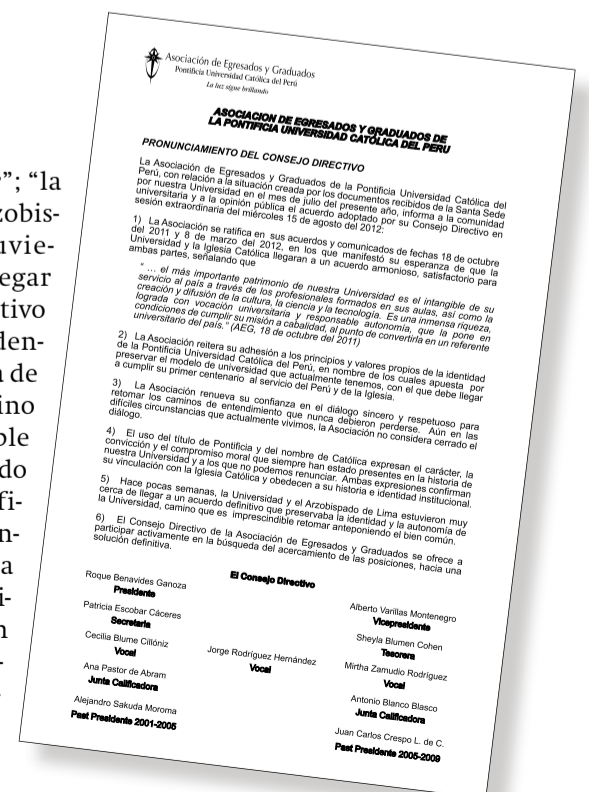 ”; “la
zobis-
uvie-
egar
tivo
den-
de
ino
ble
do
fi-
n-
a
i-
n
-
Asociación de Egresados y Graduados
Pontificia Universidad Católica del Perú
La luz sigue brillando
ASOCIACION DE EGRESADOS Y GRADUADOS DE
LA PONTIFICIA UNIVERSIDAD CATÓLICA DEL PERU
PRONUNCIAMIENTO DEL CONSEJO DIRECTIVO
La Asociación de Egresados y Graduados de la Pontificia Universidad Católica del
Perú, con relación a la situación creada por los documentos recibidos de la Santa Sede
por nuestra Universidad en el mes de julio del presente año, informa a la comunidad
universitaria y a la opinión pública el acuerdo adoptado por su Consejo Directivo en
sesión extraordinaria del miércoles 15 de agosto del 2012:
1) La Asociación se ratifica en sus acuerdos y comunicados de fechas 18 de octubre
del 2011 y 8 de marzo del 2012, en los que manifestó su esperanza de que la
Universidad y la Iglesia Católica llegaran a un acuerdo armonioso, satisfactorio para
ambas partes, señalando que
“ … el más importante patrimonio de nuestra Universidad es el intangible de su
servicio al país a través de los profesionales formados en sus aulas, así como la
creación y difusión de la cultura, la ciencia y la tecnología. Es una inmensa riqueza,
lograda con vocación universitaria y responsable autonomía, que la pone en
condiciones de cumplir su misión a cabalidad, al punto de convertirla en un referente
universitario del país.” (AEG, 18 de octubre del 2011)
2) La Asociación reitera su adhesión a los principios y valores propios de la identidad
de la Pontificia Universidad Católica del Perú, en nombre de los cuales apuesta por
preservar el modelo de universidad que actualmente tenemos, con el que debe llegar
a cumplir su primer centenario al servicio del Perú y de la Iglesia.
3) La Asociación renueva su confianza en el diálogo sincero y respetuoso para
retomar los caminos de entendimiento que nunca debieron perderse. Aún en las
difíciles circunstancias que actualmente vivimos, la Asociación no considera cerrado el
diálogo.
4) El uso del título de Pontificia y del nombre de Católica expresan el carácter, la
convicción y el compromiso moral que siempre han estado presentes en la historia de
nuestra Universidad y a los que no podemos renunciar. Ambas expresiones confirman
su vinculación con la Iglesia Católica y obedecen a su historia e identidad institucional.
5) Hace pocas semanas, la Universidad y el Arzobispado de Lima estuvieron muy
cerca de llegar a un acuerdo definitivo que preservaba la identidad y la autonomía de
la Universidad, camino que es imprescindible retomar anteponiendo el bien común.
6) El Consejo Directivo de la Asociación de Egresados y Graduados se ofrece a
participar activamente en la búsqueda del acercamiento de las posiciones, hacia una
solución definitiva.
El Consejo Directivo
Roque Benavides Ganoza
Presidente
Alberto Varillas Montenegro
Vicepresidente
Patricia Escobar Cáceres
Secretaria
Sheyla Blumen Cohen
Tesorera
Cecilia Blume Cillóniz
Vocal
Jorge Rodríguez Hernández
Vocal
Mirtha Zamudio Rodríguez
Vocal
Ana Pastor de Abram
Junta Calificadora
Antonio Blanco Blasco
Junta Calificadora
Alejandro Sakuda Moroma
Past Presidente 2001-2005
Juan Carlos Crespo L. de C.
Past Presidente 2005-2009